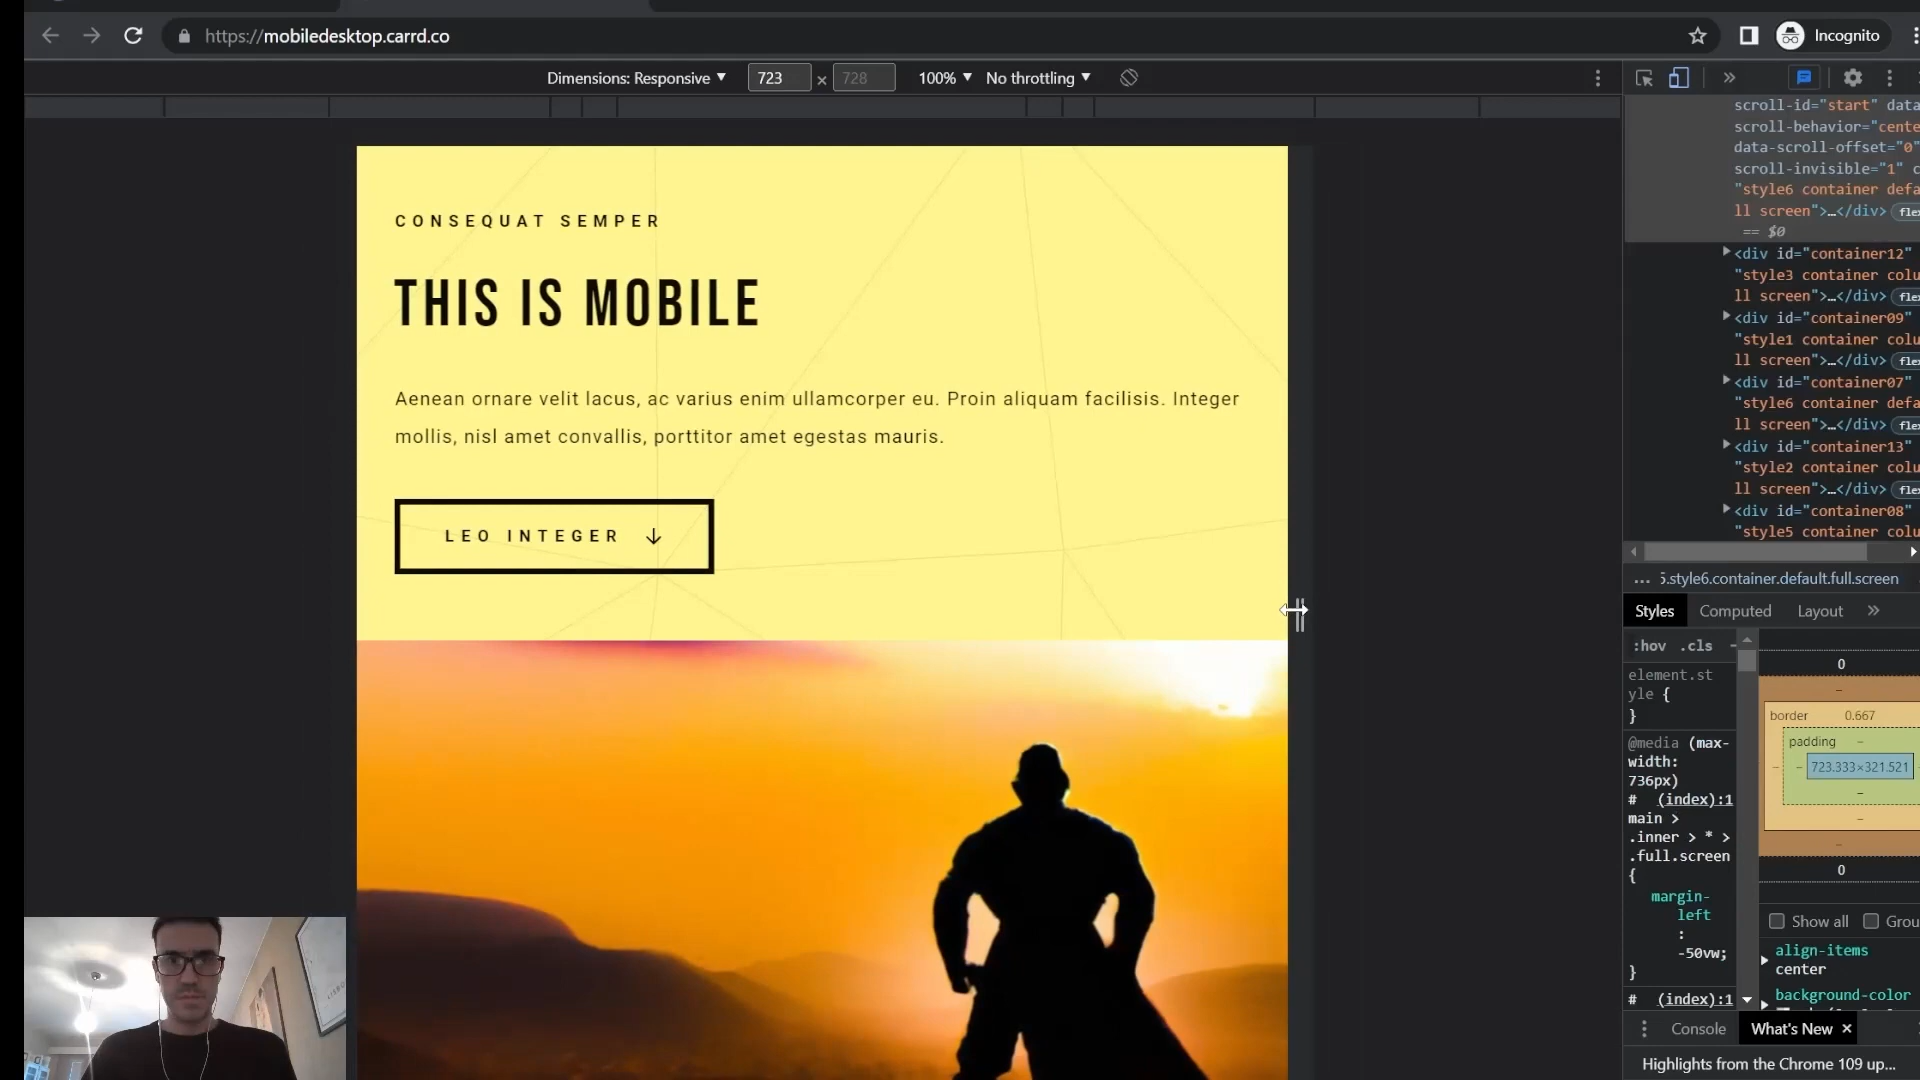 https://mobiledesktop.carrd.co
Incognito
Dimensions: Responsive ▼ 723 × 728 100% ▼ No throttling ▼
CONSEQUAT SEMPER
THIS IS MOBILE
Aenean ornare velit lacus, ac varius enim ullamcorper eu. Proin aliquam facilisis. Integer
mollis, nisl amet convallis, porttitor amet egestas mauris.
LEO INTEGER ↓
scroll-id="start" data
scroll-behavior="cente
data-scroll-offset="0"
scroll-invisible="1" c
"style6 container defa
ll screen">…</div> flex
== $0
<div id="container12"
"style3 container colu
ll screen">…</div> flex
<div id="container09"
"style1 container colu
ll screen">…</div> flex
<div id="container07"
"style6 container defa
ll screen">…</div> flex
<div id="container13"
"style2 container colu
ll screen">…</div> flex
<div id="container08"
"style5 container colu
... 5.style6.container.default.full.screen
Styles Computed Layout »
:hov .cls
element.st
yle {
}
@media (max-
width:
736px)
# (index):1
main >
.inner > * >
.full.screen
{
margin-
left
:
-50vw;
}
# (index):1
0
–
border 0.667
padding –
– 723.333×321.521
–
–
–
0
Show all Grou
align-items
center
background-color
Console What's New ×
Highlights from the Chrome 109 up...